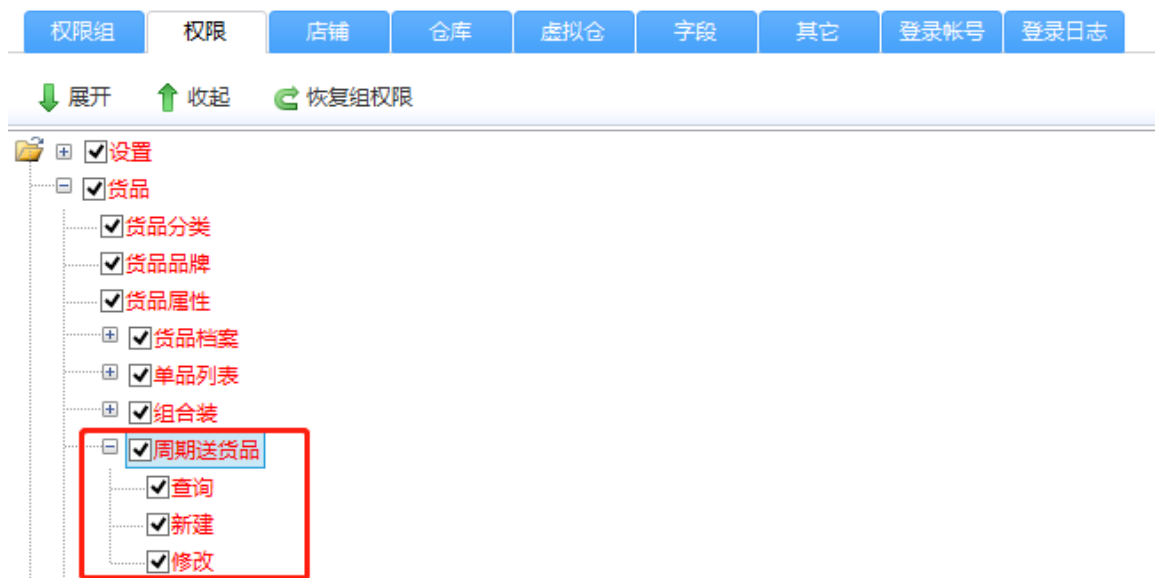 权限组 权限 店铺 仓库 虚拟仓 字段 其它 登录帐号 登录日志
展开 收起 恢复组权限
设置
货品
货品分类
货品品牌
货品属性
货品档案
单品列表
组合装
周期送货品
查询
新建
修改